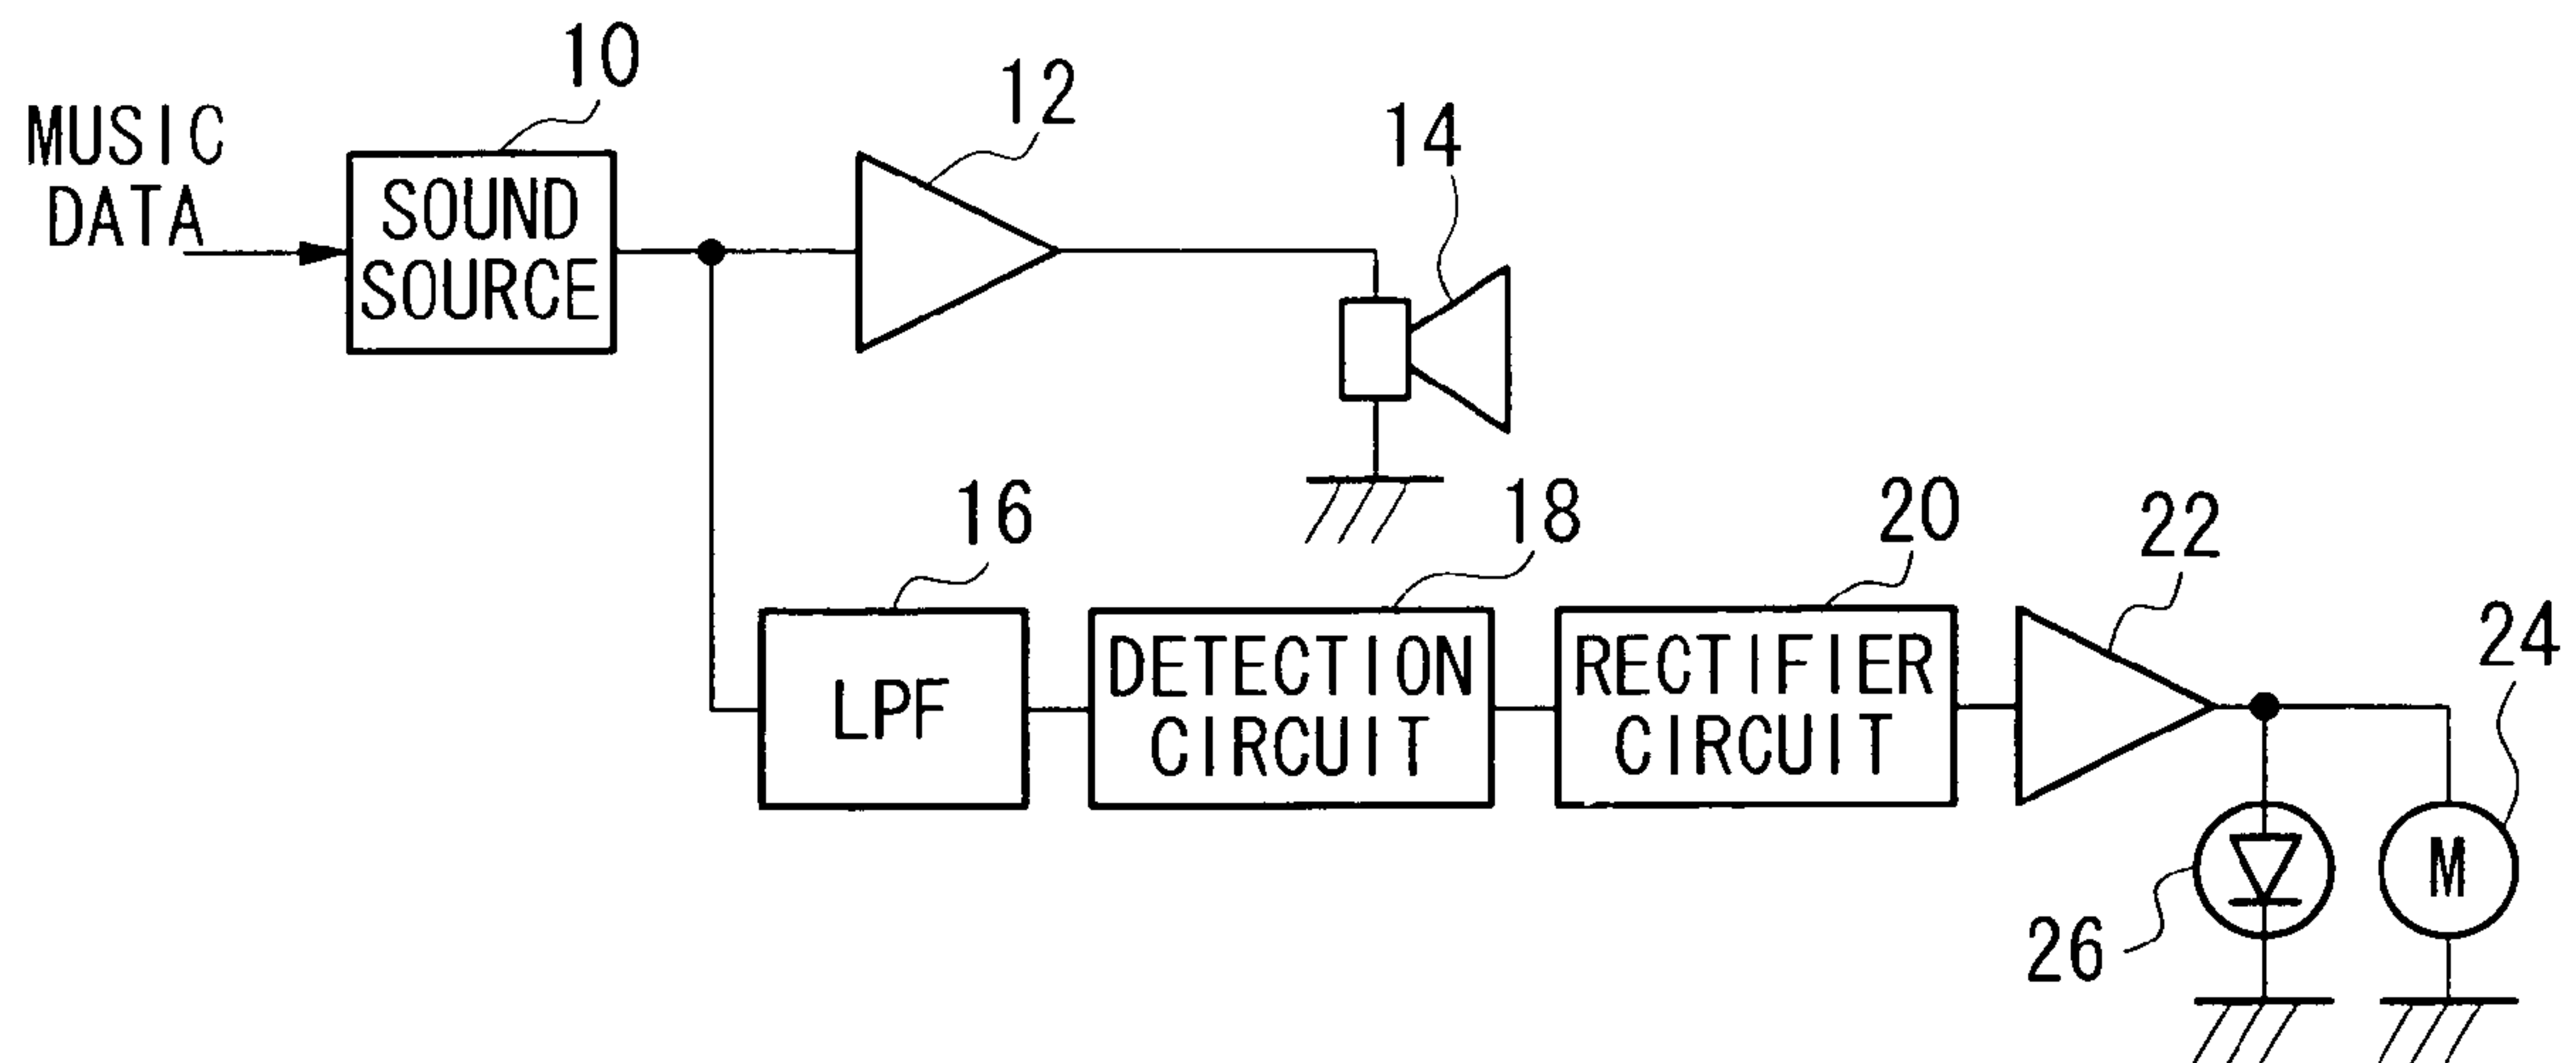 10
12
14
MUSIC
DATA
SOUND
SOURCE
16
18
20
22
24
LPF
DETECTION
CIRCUIT
RECTIFIER
CIRCUIT
M
26